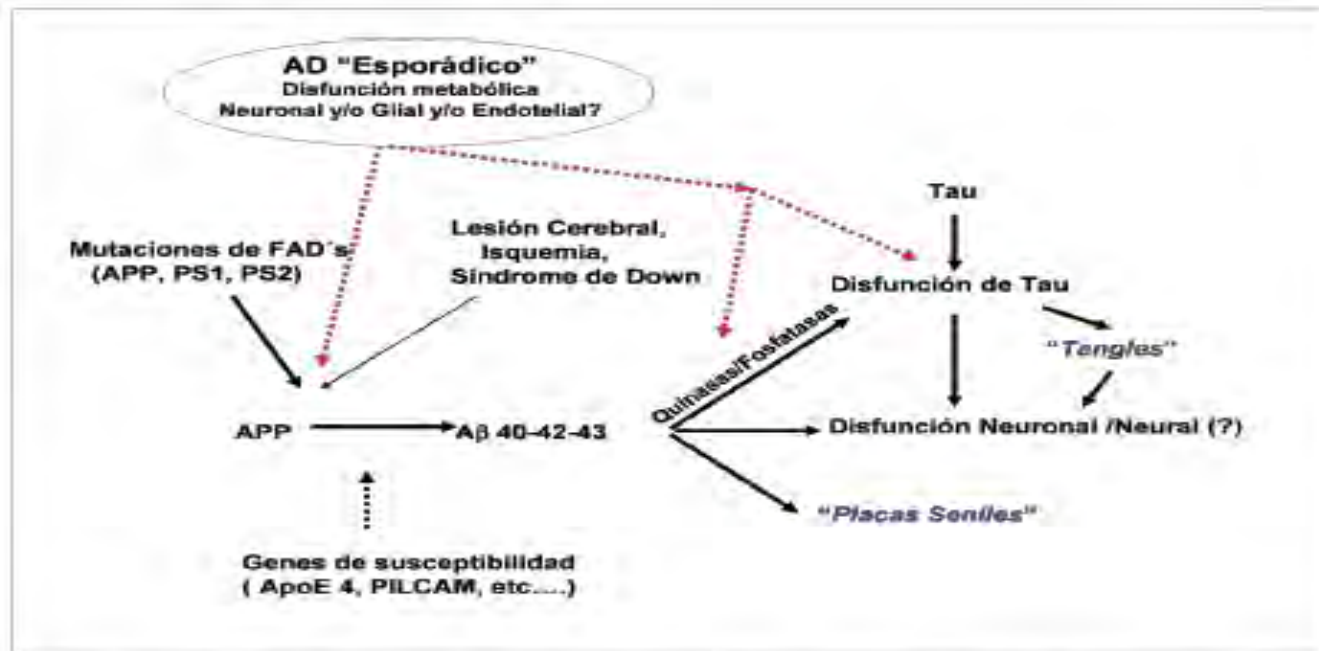 AD "Esporádico"
Disfunción metabólica
Neuronal y/o Glial y/o Endotelial?
Mutaciones de FAD´s
(APP, PS1, PS2)
Lesión Cerebral,
Isquemia,
Síndrome de Down
Tau
Disfunción de Tau
"Tangles"
Quinasas/Fosfatasas
APP
Aβ 40-42-43
Disfunción Neuronal /Neural (?)
"Placas Seniles"
Genes de susceptibilidad
( ApoE 4, PILCAM, etc.....)